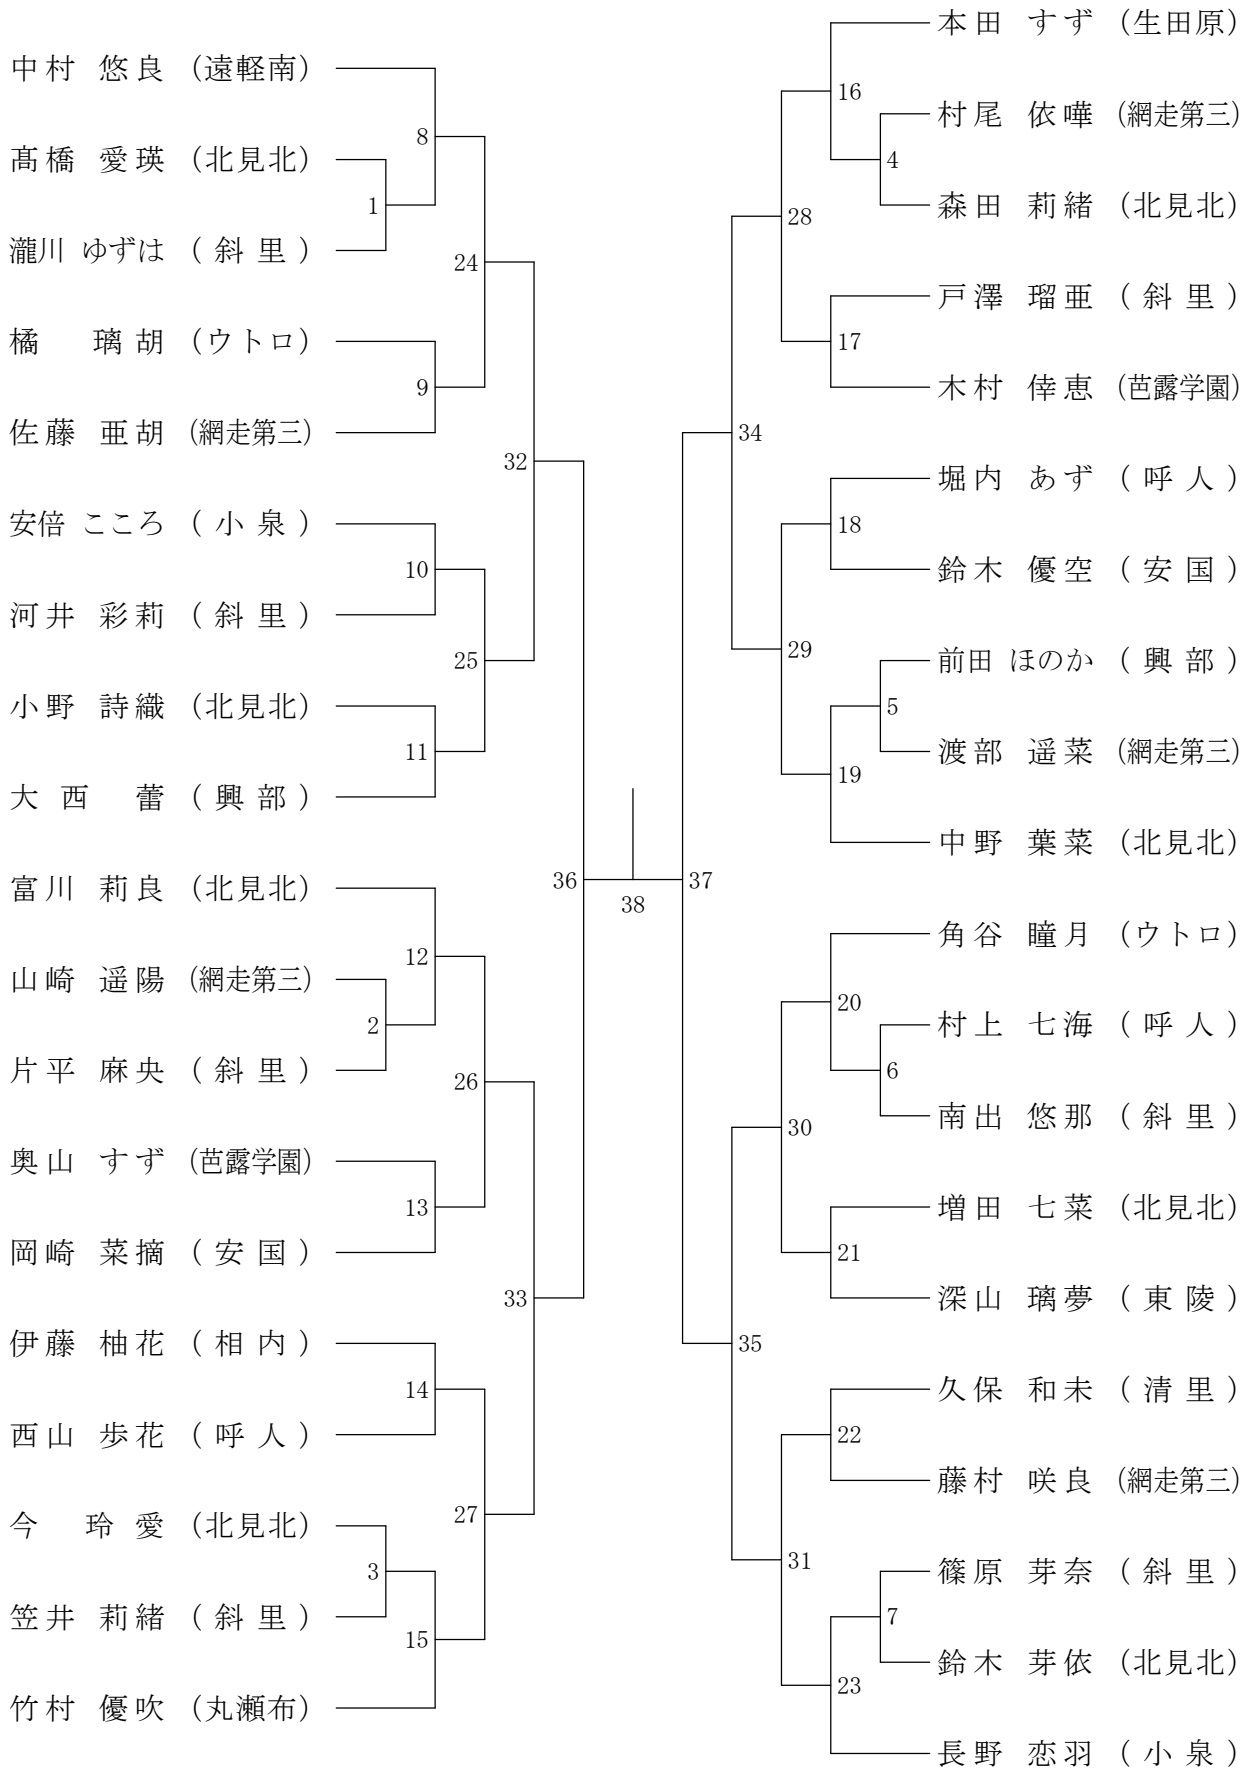 中村 悠良 (遠軽南)
髙橋 愛瑛 (北見北)
瀧川 ゆずは (斜里)
橘 璃胡 (ウトロ)
佐藤 亜胡 (網走第三)
安倍 こころ (小泉)
河井 彩莉 (斜里)
小野 詩織 (北見北)
大西 蕾 (興部)
富川 莉良 (北見北)
山崎 遥陽 (網走第三)
片平 麻央 (斜里)
奥山 すず (芭露学園)
岡崎 菜摘 (安国)
伊藤 柚花 (相内)
西山 歩花 (呼人)
今 玲愛 (北見北)
笠井 莉緒 (斜里)
竹村 優吹 (丸瀬布)
1
2
3
8
9
10
11
12
13
14
15
24
25
26
27
32
33
36
38
37
34
35
28
29
30
31
16
17
18
19
20
21
22
23
4
5
6
7
本田 すず (生田原)
村尾 依嘩 (網走第三)
森田 莉緒 (北見北)
戸澤 瑠亜 (斜里)
木村 倖恵 (芭露学園)
堀内 あず (呼人)
鈴木 優空 (安国)
前田 ほのか (興部)
渡部 遥菜 (網走第三)
中野 葉菜 (北見北)
角谷 瞳月 (ウトロ)
村上 七海 (呼人)
南出 悠那 (斜里)
増田 七菜 (北見北)
深山 璃夢 (東陵)
久保 和未 (清里)
藤村 咲良 (網走第三)
篠原 芽奈 (斜里)
鈴木 芽依 (北見北)
長野 恋羽 (小泉)